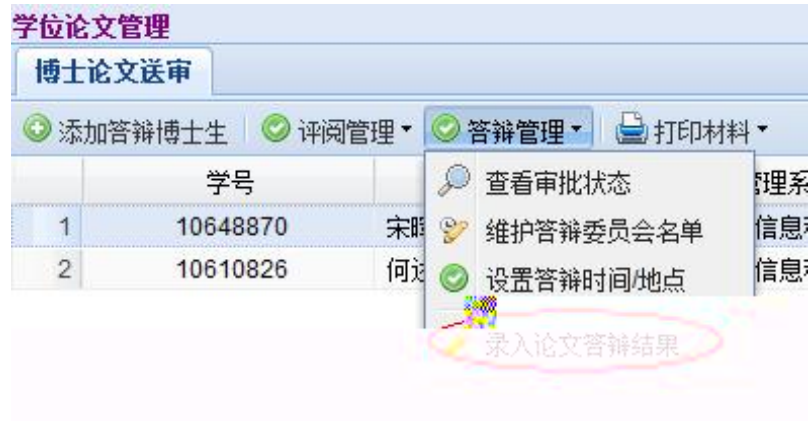 学位论文管理
博士论文送审
添加答辩博士生 评阅管理 答辩管理 打印材料
学号 查看审批状态 管理系
1 10648870 宋 维护答辩委员会名单 信息
2 10610826 何 设置答辩时间/地点 信息
录入论文答辩结果